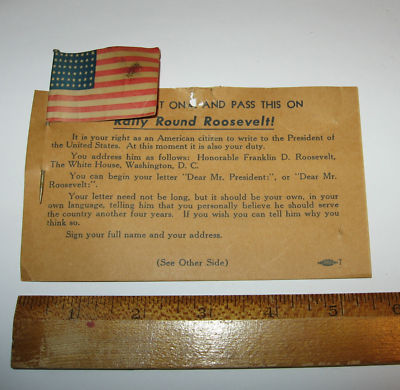 T ON AND PASS THIS ON
Rally Round Roosevelt!
It is your right as an American citizen to write to the President of
the United States. At this moment it is also your duty.
You address him as follows: Honorable Franklin D. Roosevelt,
The White House, Washington, D. C.
You can begin your letter "Dear Mr. President:", or "Dear Mr.
Roosevelt:".
Your letter need not be long, but it should be your own, in your
own language, telling him that you personally believe he should serve
the country another four years. If you wish you can tell him why you
think so.
Sign your full name and your address.
(See Other Side)
7
1 2 3 4 5 6